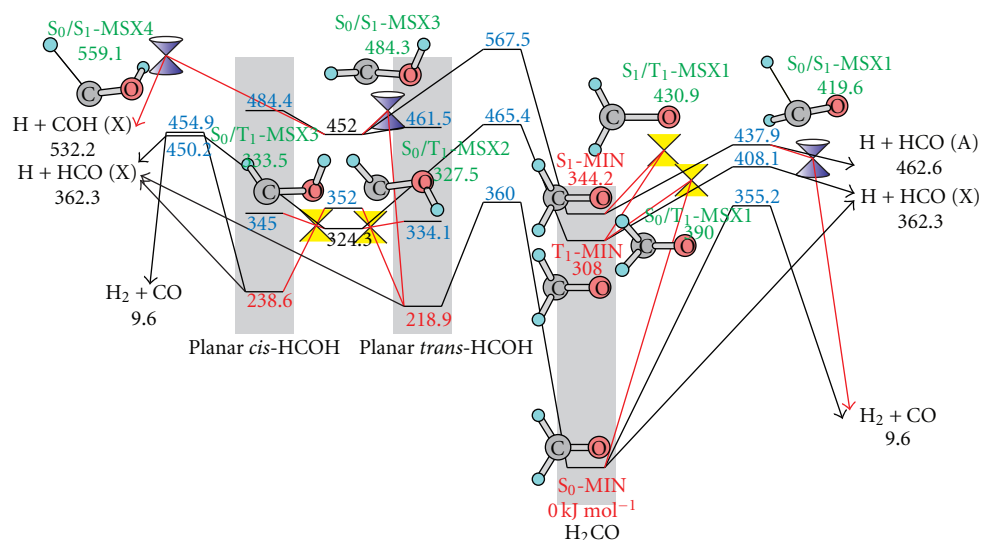 S0/S1-MSX4
559.1
S0/S1-MSX3
484.3
567.5
S1/T1-MSX1
430.9
S0/S1-MSX1
419.6
C
O
C
O
C
O
C
O
H + COH (X)
532.2
484.4
452
461.5
465.4
454.9
450.2
S0/T1-MSX3
333.5
S0/T1-MSX2
327.5
437.9
408.1
H + HCO (A)
462.6
H + HCO (X)
362.3
S1-MIN
344.2
355.2
H + HCO (X)
362.3
C
O
C
O
C
O
352
345
324.3
334.1
360
S0/T1-MSX1
390
C
O
T1-MIN
308
H2 + CO
9.6
238.6
218.9
C
O
Planar cis-HCOH
Planar trans-HCOH
H2 + CO
9.6
C
O
S0-MIN
0 kJ mol−1
H2CO